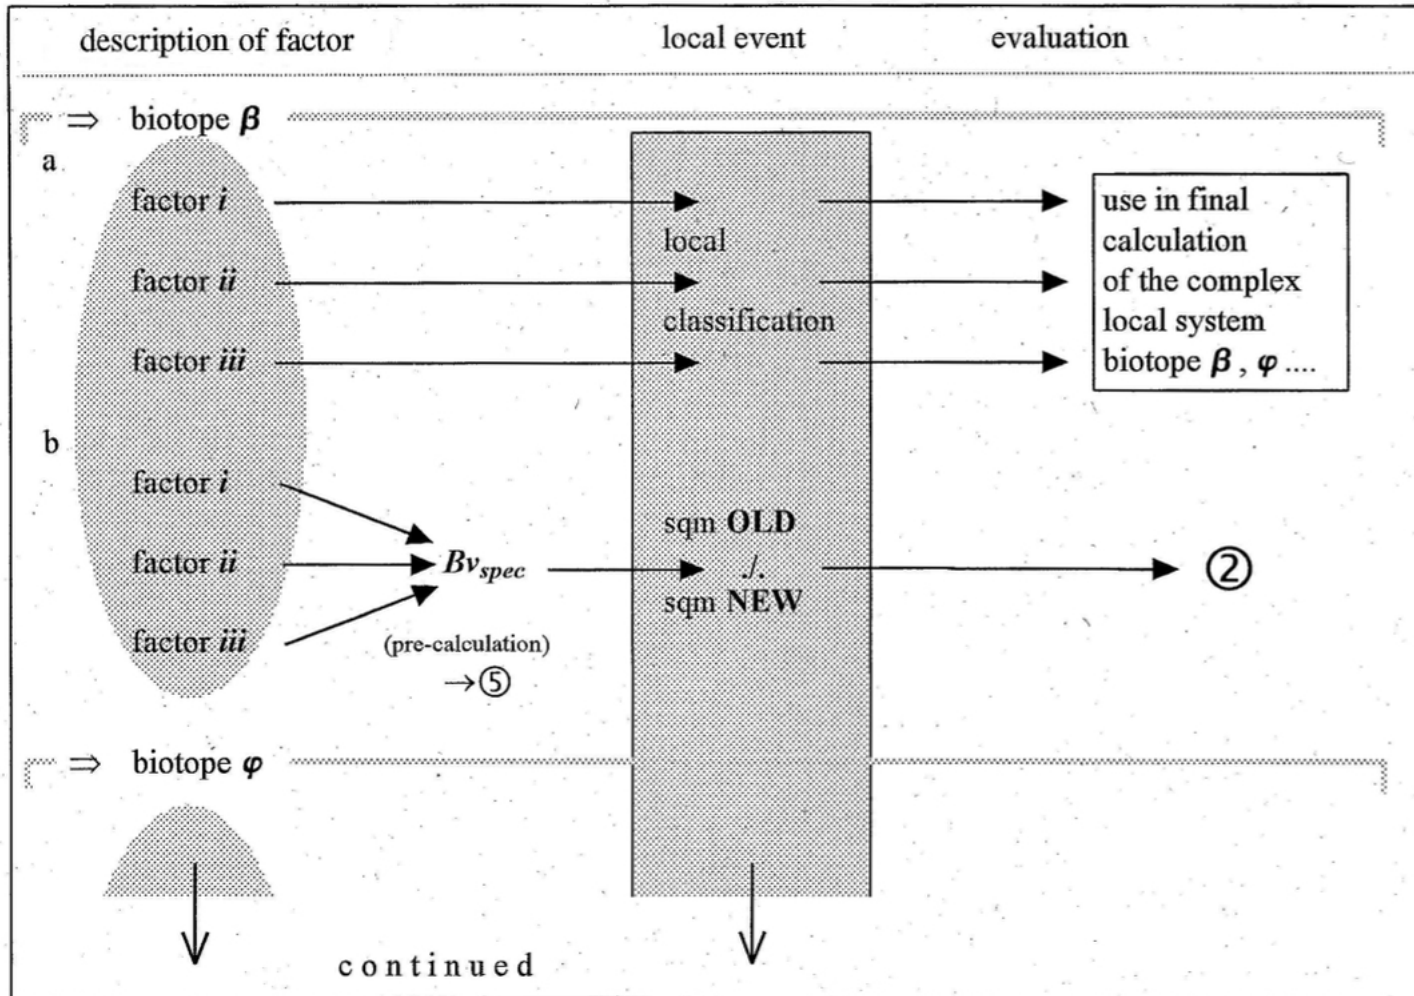 description of factor local event evaluation
⇒ biotope β
a
factor i
use in final
local
calculation
factor ii
of the complex
classification
local system
factor iii
biotope β , φ ....
b
factor i
sqm OLD
factor ii
Bv_spec
./.
②
sqm NEW
factor iii
(pre-calculation)
→⑤
⇒ biotope φ
continued